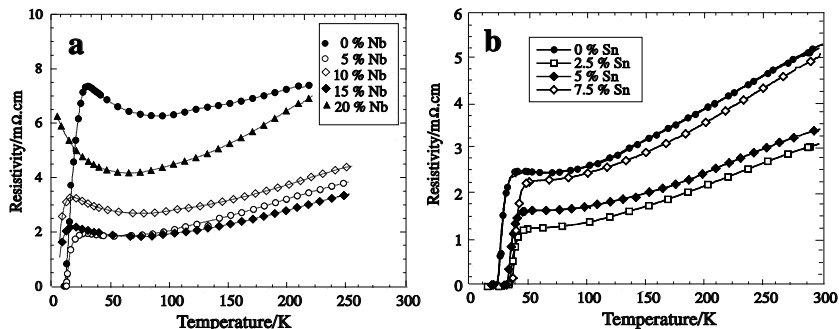 a
0 % Nb
5 % Nb
10 % Nb
15 % Nb
20 % Nb
10
8
6
4
2
0
Resistivity/mΩ.cm
0 50 100 150 200 250 300
Temperature/K
b
0 % Sn
2.5 % Sn
5 % Sn
7.5 % Sn
6
5
4
3
2
1
0
Resistivity/mΩ.cm
0 50 100 150 200 250 300
Temperature/K